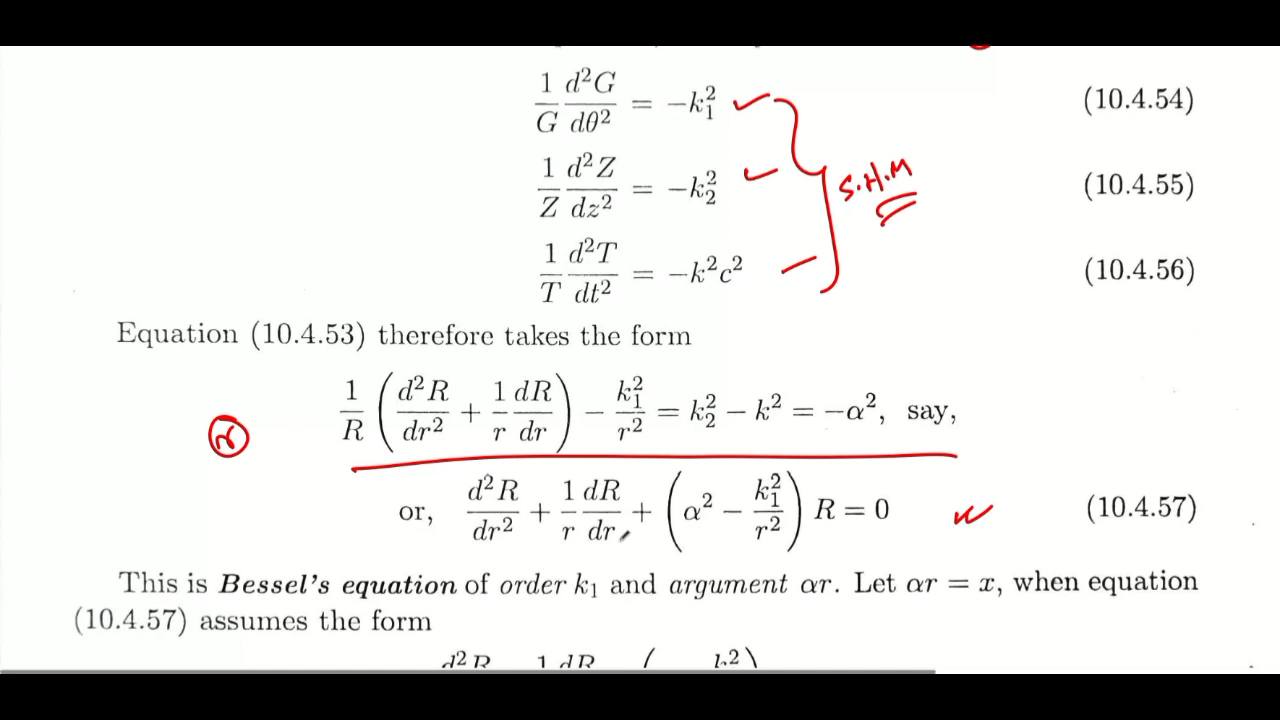 1/G d²G/dθ² = −k₁² (10.4.54)
1/Z d²Z/dz² = −k₂² (10.4.55)
S.H.M
1/T d²T/dt² = −k²c² (10.4.56)
Equation (10.4.53) therefore takes the form
1/R (d²R/dr² + 1/r dR/dr) − k₁²/r² = k₂² − k² = −α², say,
or, d²R/dr² + 1/r dR/dr + (α² − k₁²/r²) R = 0 (10.4.57)
This is Bessel's equation of order k₁ and argument αr. Let αr = x, when equation
(10.4.57) assumes the form